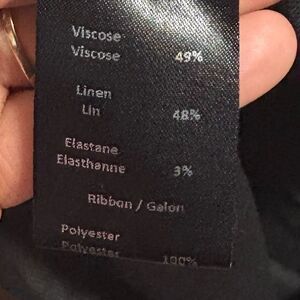 Viscose
Viscose 49%
Linen
Lin 48%
Elastane
Elasthanne 3%
Ribbon / Galon
Polyester
Polyester 100%